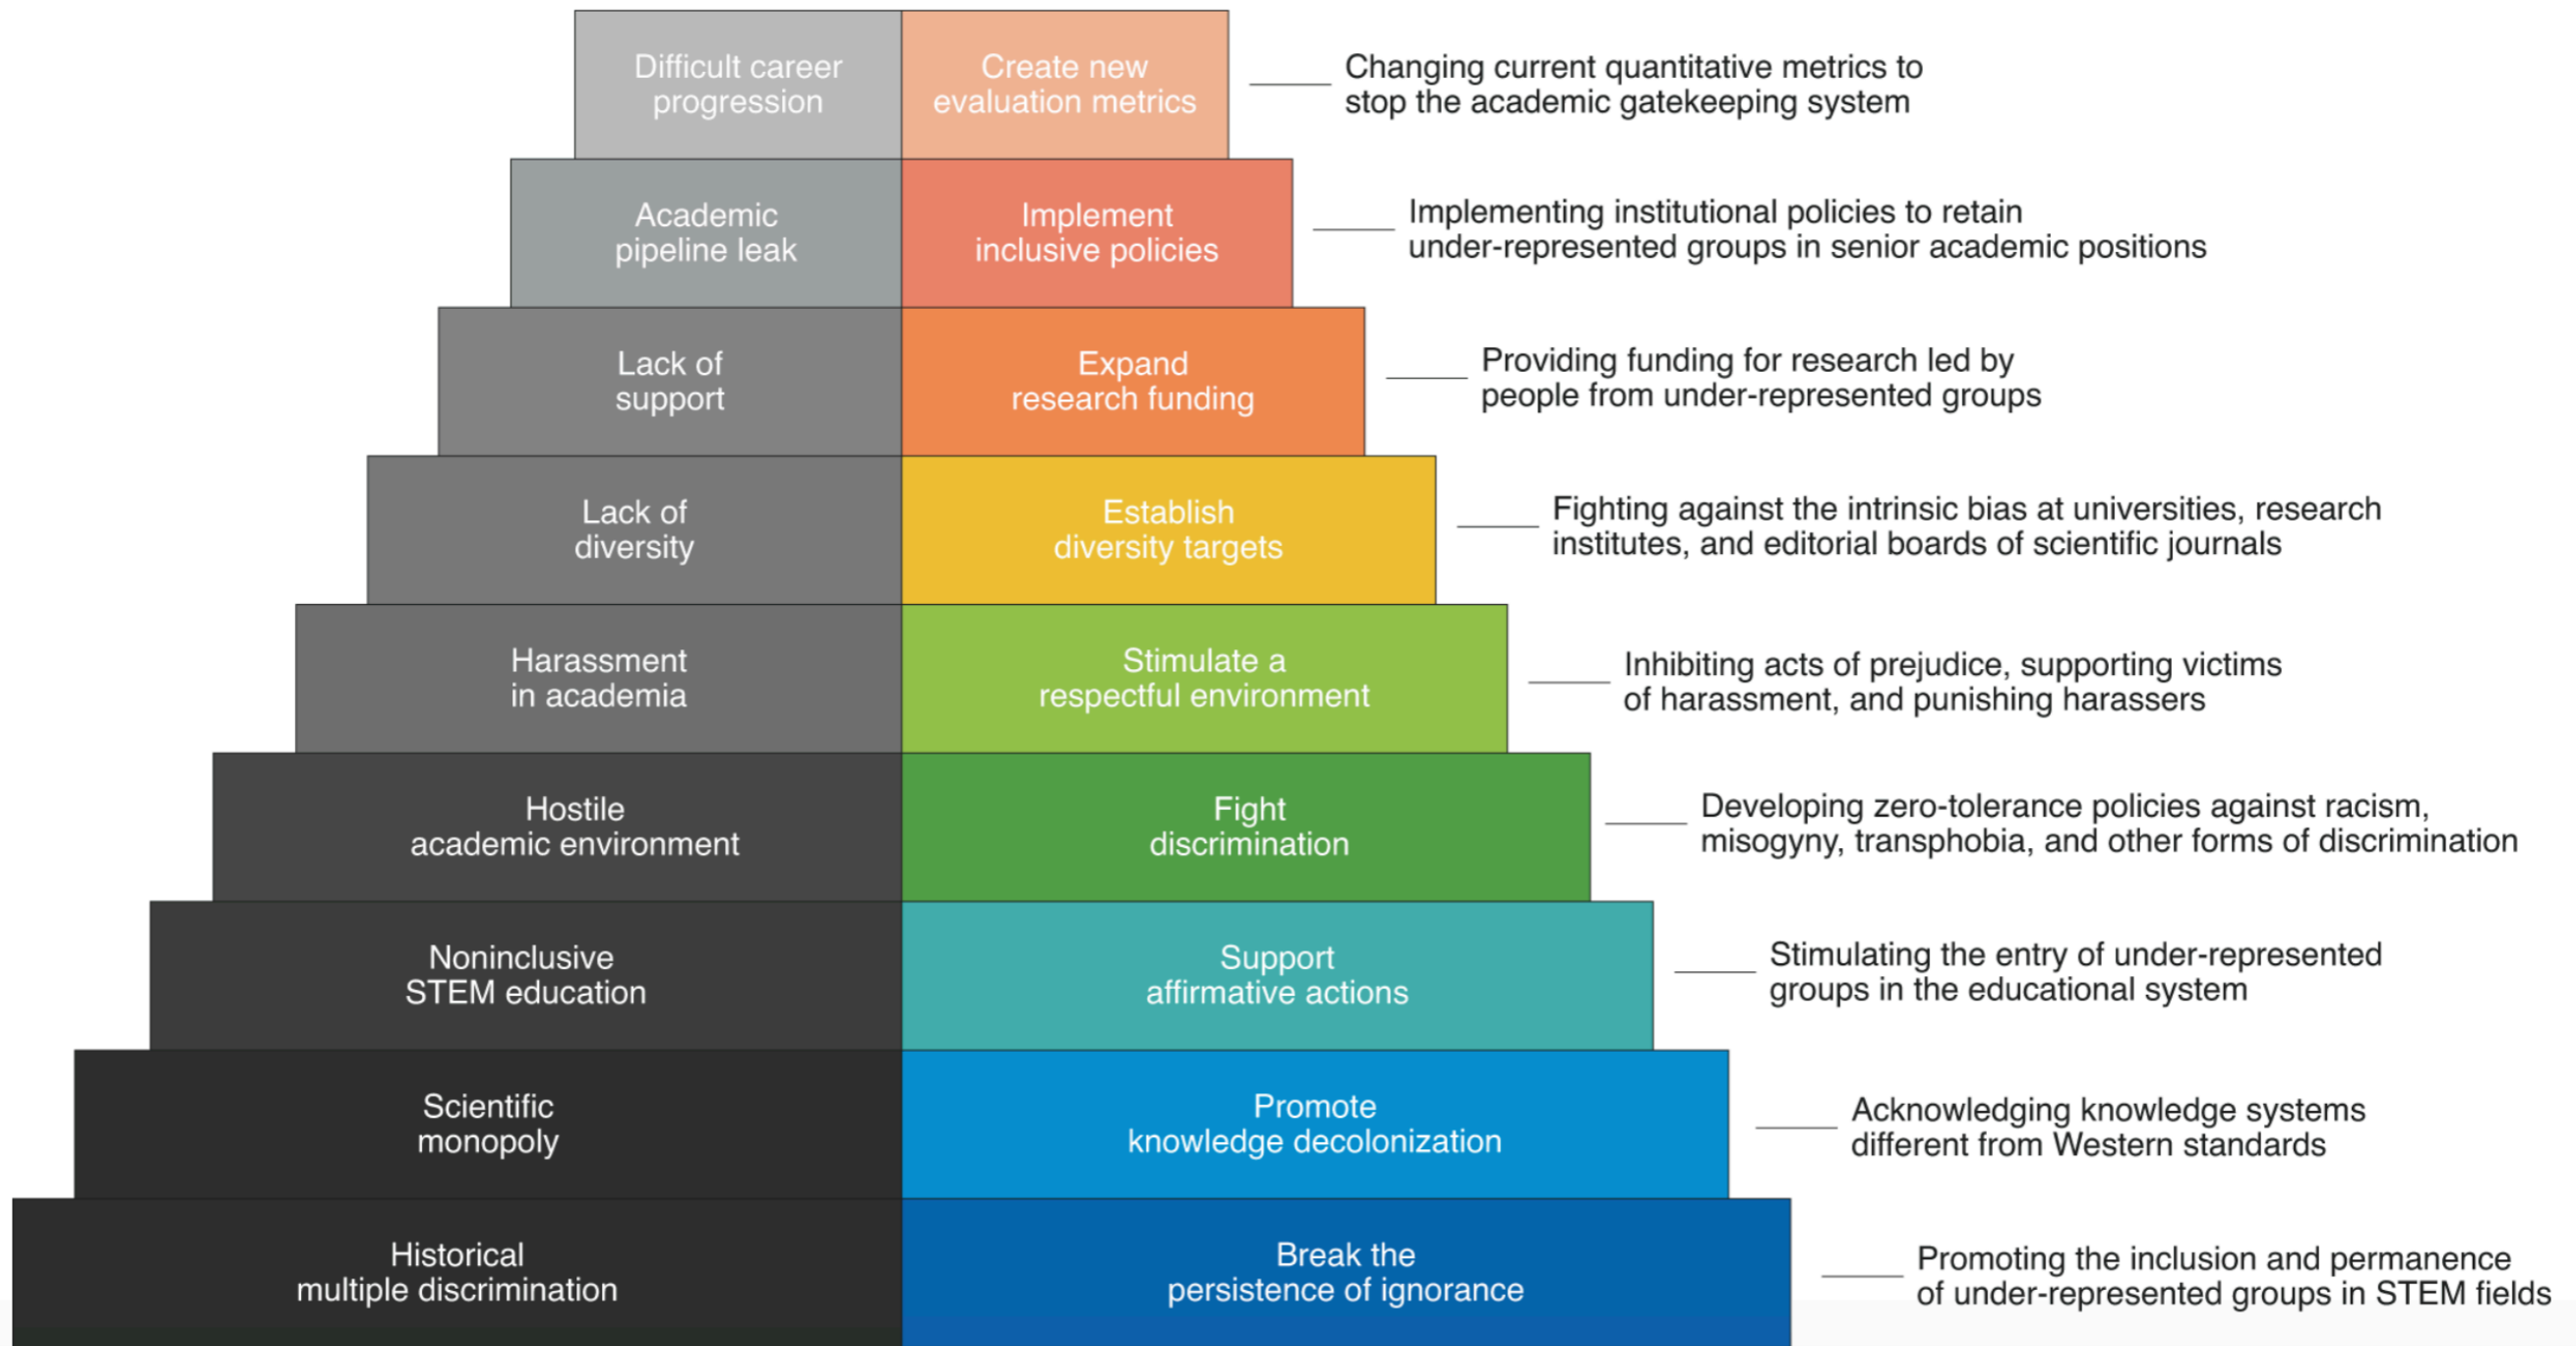 Difficult career
progression
Create new
evaluation metrics
Changing current quantitative metrics to
stop the academic gatekeeping system
Academic
pipeline leak
Implement
inclusive policies
Implementing institutional policies to retain
under-represented groups in senior academic positions
Lack of
support
Expand
research funding
Providing funding for research led by
people from under-represented groups
Lack of
diversity
Establish
diversity targets
Fighting against the intrinsic bias at universities, research
institutes, and editorial boards of scientific journals
Harassment
in academia
Stimulate a
respectful environment
Inhibiting acts of prejudice, supporting victims
of harassment, and punishing harassers
Hostile
academic environment
Fight
discrimination
Developing zero-tolerance policies against racism,
misogyny, transphobia, and other forms of discrimination
Noninclusive
STEM education
Support
affirmative actions
Stimulating the entry of under-represented
groups in the educational system
Scientific
monopoly
Promote
knowledge decolonization
Acknowledging knowledge systems
different from Western standards
Historical
multiple discrimination
Break the
persistence of ignorance
Promoting the inclusion and permanence
of under-represented groups in STEM fields